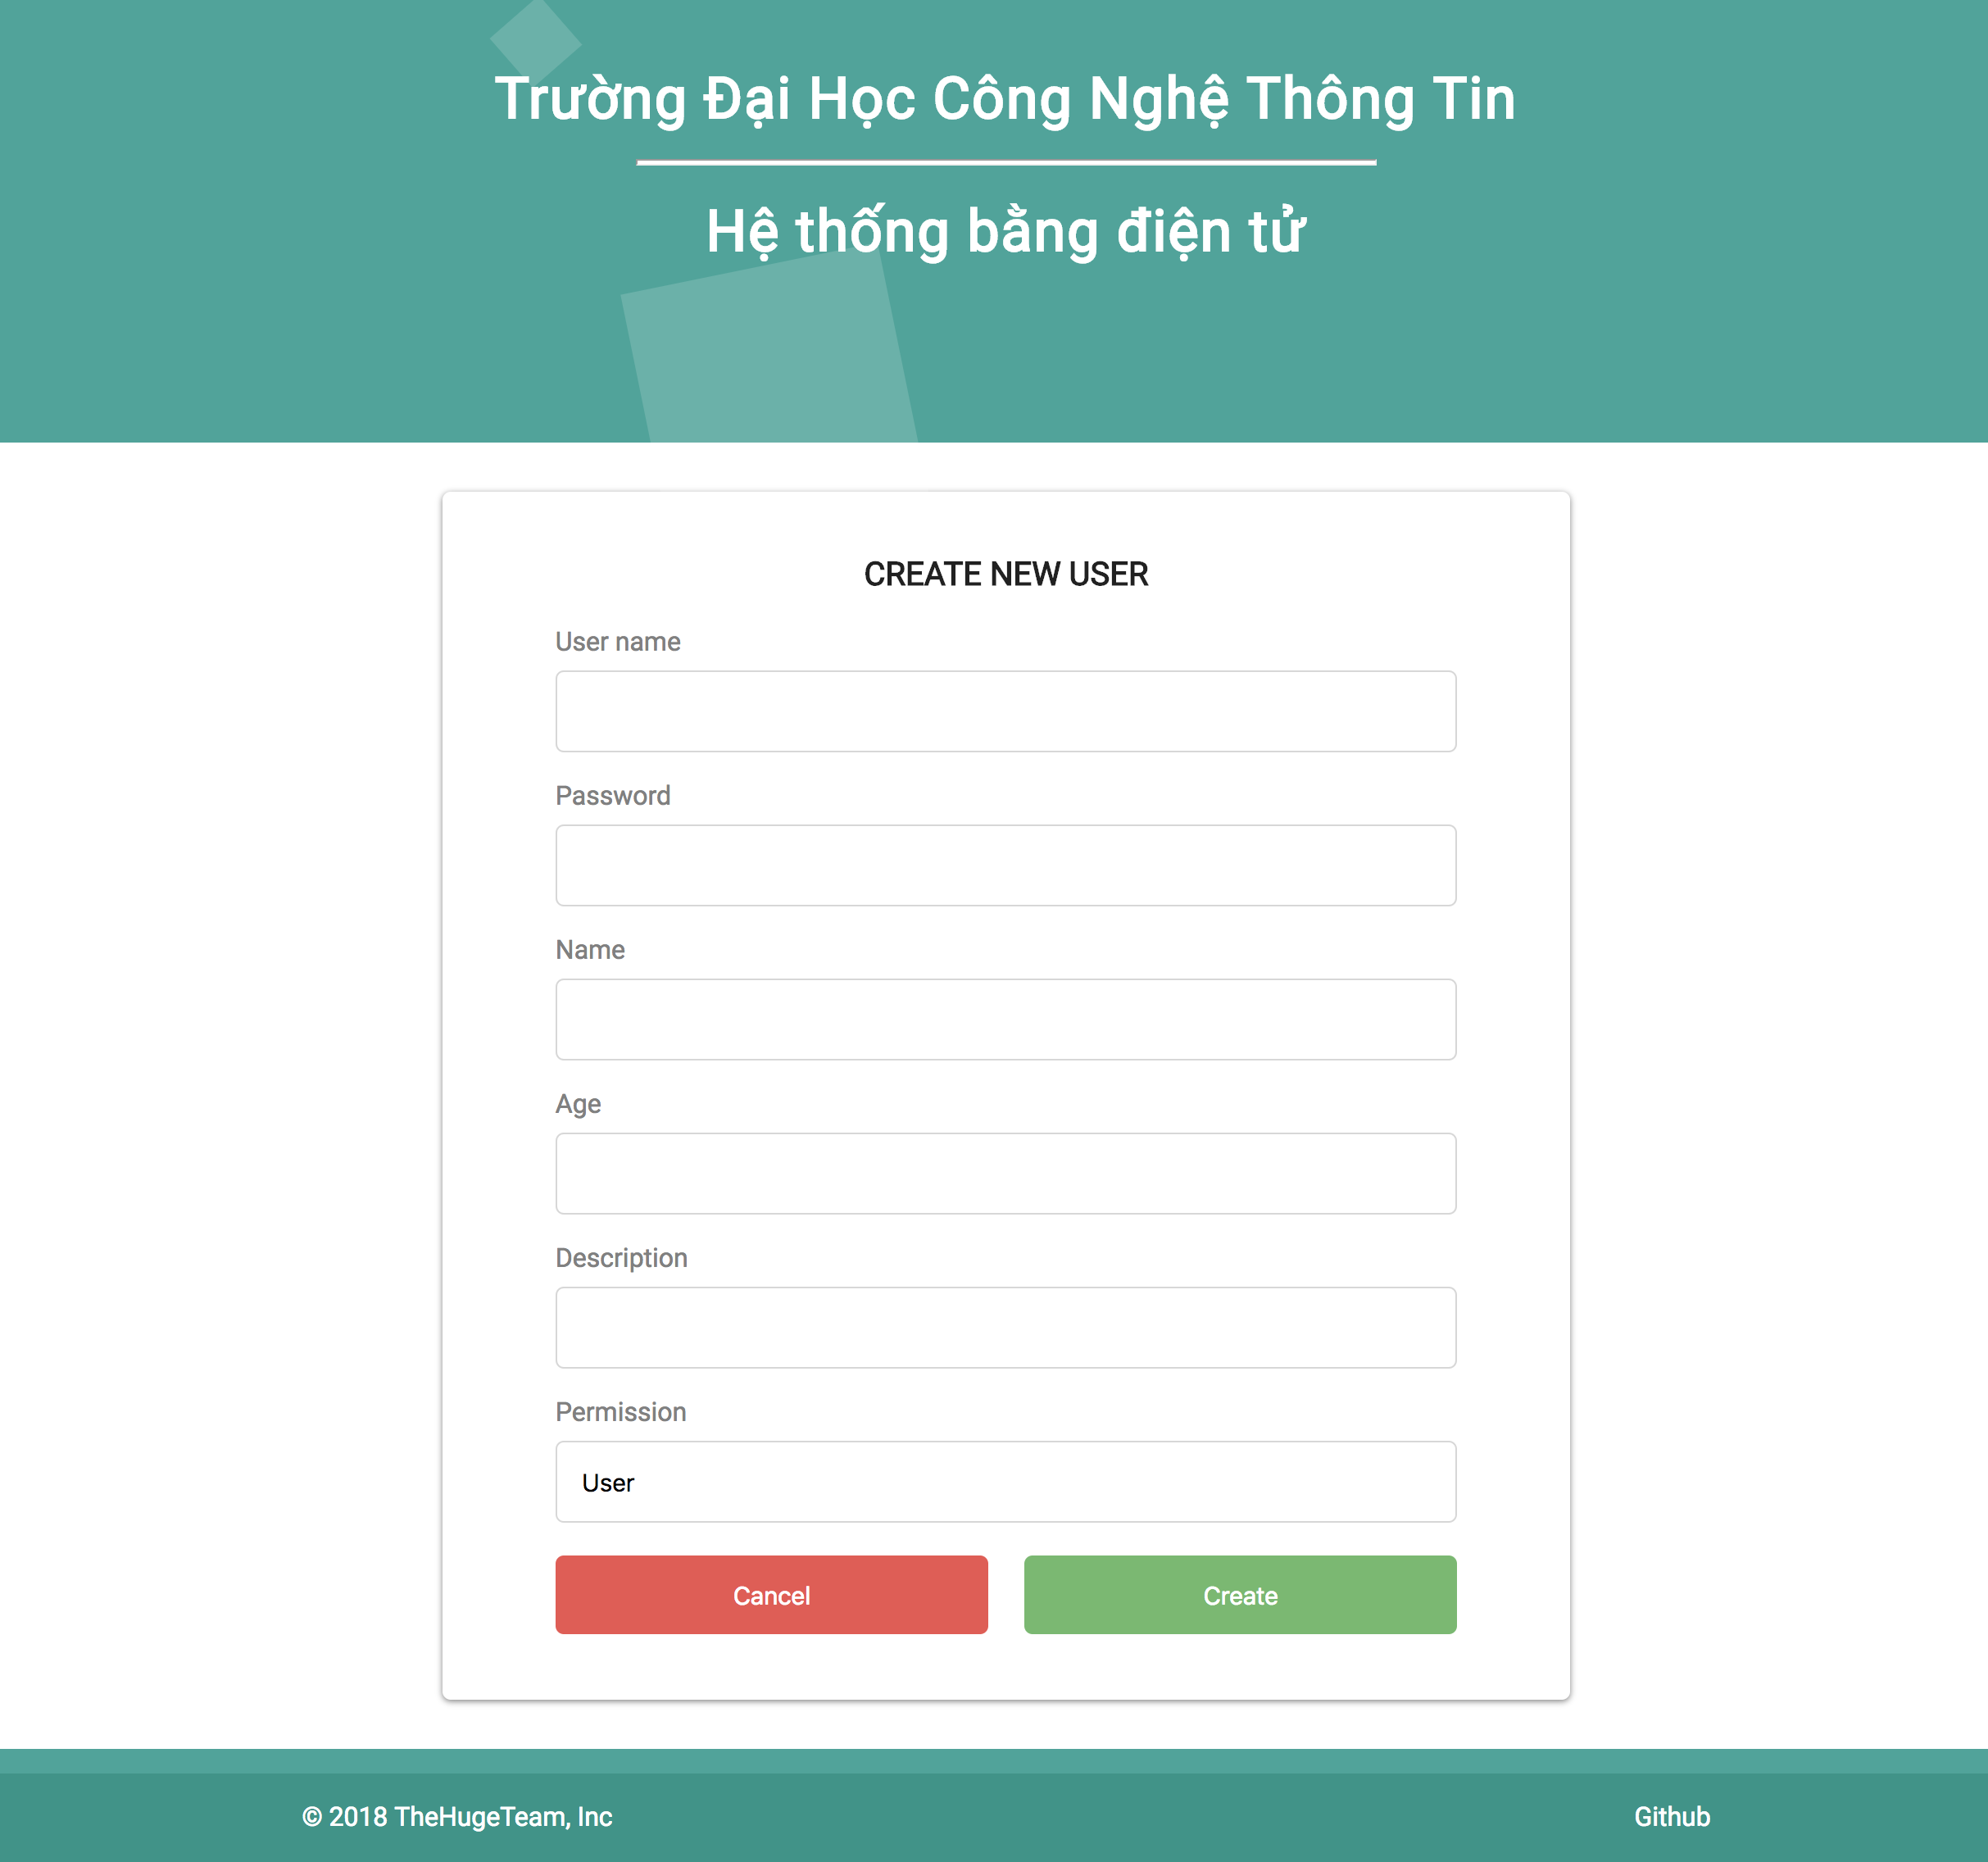 Trường Đại Học Công Nghệ Thông Tin
Hệ thống bằng điện tử
CREATE NEW USER
User name
Password
Name
Age
Description
Permission
User
Cancel
Create
© 2018 TheHugeTeam, Inc
Github